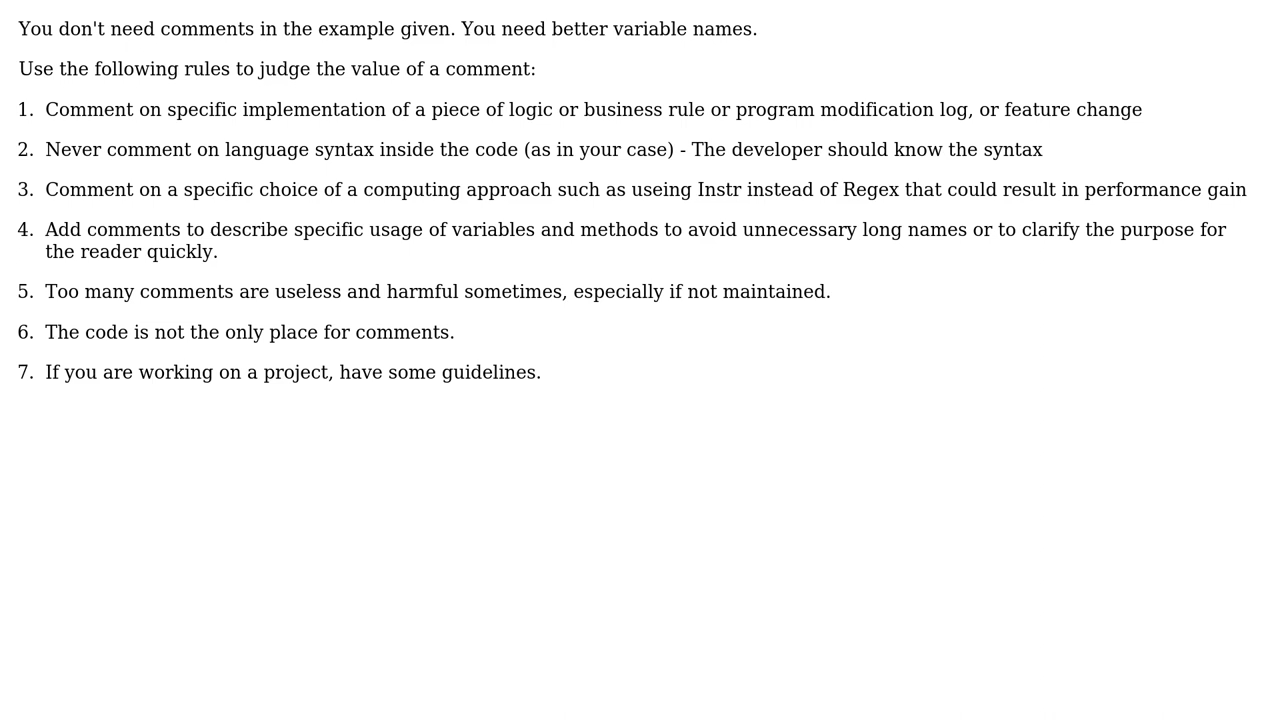 You don't need comments in the example given. You need better variable names.
Use the following rules to judge the value of a comment:
1. Comment on specific implementation of a piece of logic or business rule or program modification log, or feature change
2. Never comment on language syntax inside the code (as in your case) - The developer should know the syntax
3. Comment on a specific choice of a computing approach such as useing Instr instead of Regex that could result in performance gain
4. Add comments to describe specific usage of variables and methods to avoid unnecessary long names or to clarify the purpose for
the reader quickly.
5. Too many comments are useless and harmful sometimes, especially if not maintained.
6. The code is not the only place for comments.
7. If you are working on a project, have some guidelines.